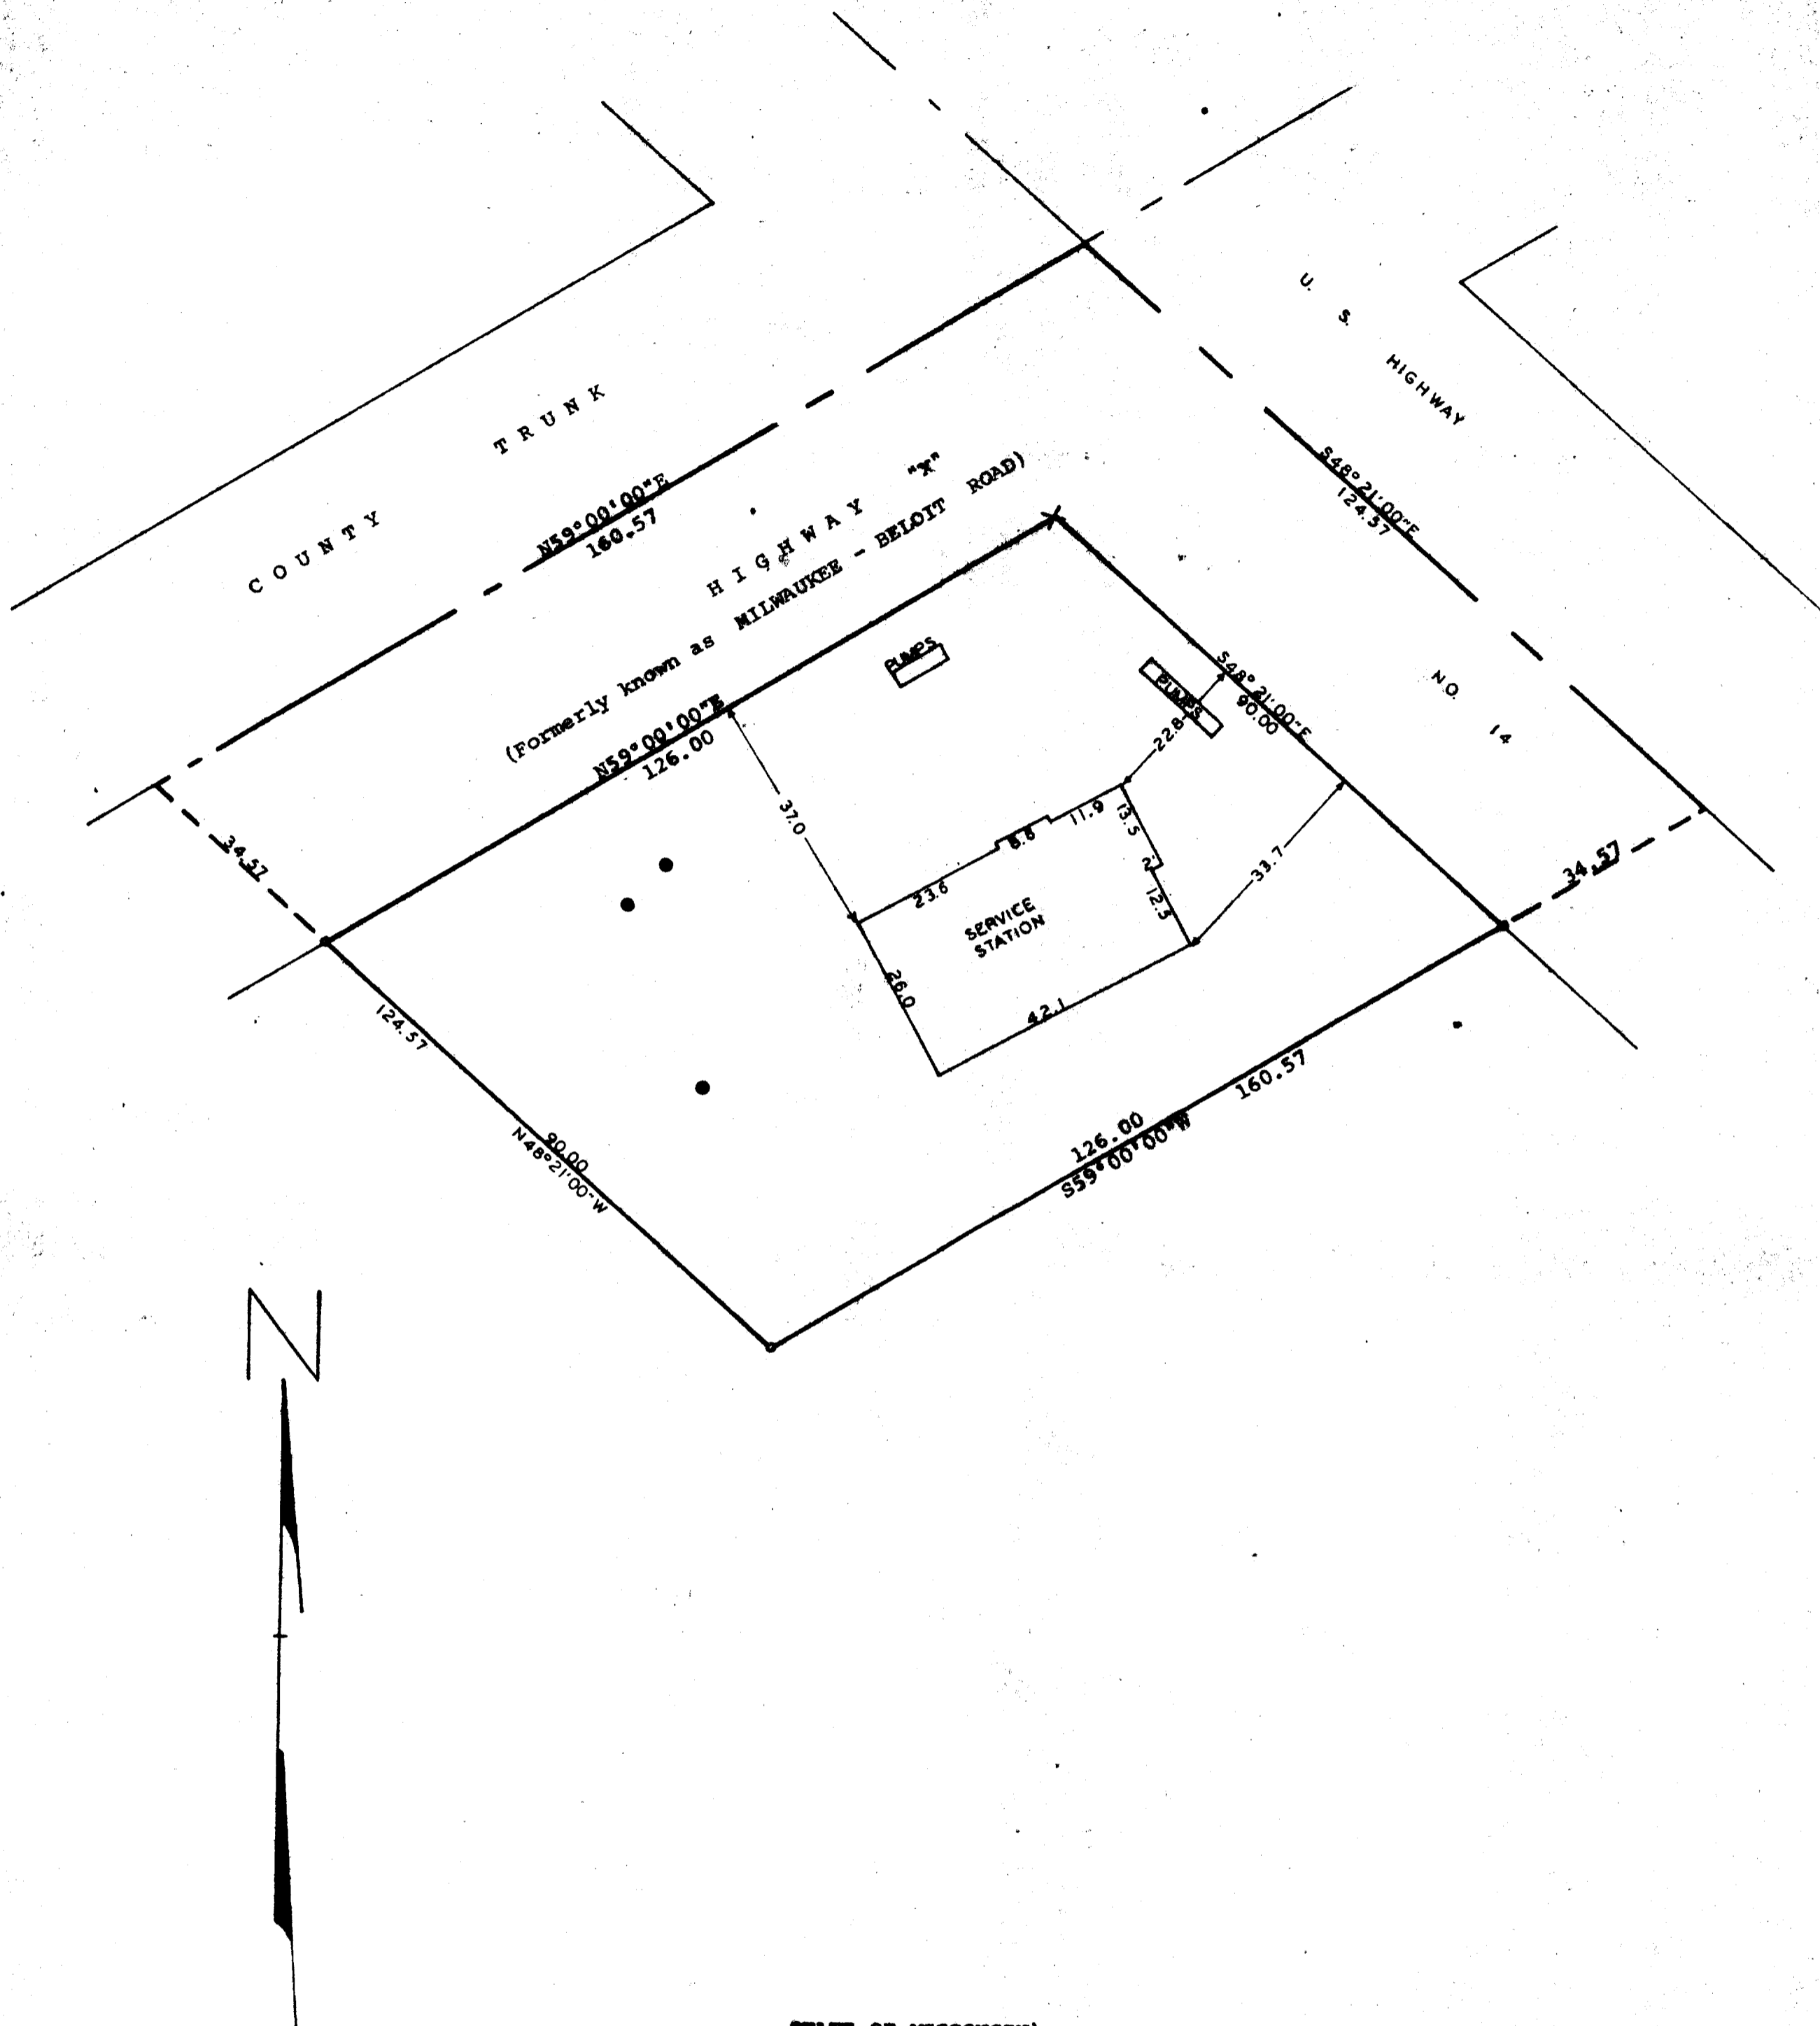 U. S. HIGHWAY NO. 14
COUNTY TRUNK HIGHWAY "X"
(Formerly known as MILWAUKEE - BELOIT ROAD)
N59°00'00"E
160.57
S48°21'00"E
124.57
N59°00'00"E
126.00
S48°21'00"E
90.00
PUMPS
PUMPS
22.8
37.0
34.57
33.7
34.57
23.6
8.6
11.9
13.5
2
12.5
SERVICE
STATION
26.0
42.1
124.57
90.00
N48°21'00"W
160.57
126.00
S59°00'00"W
N